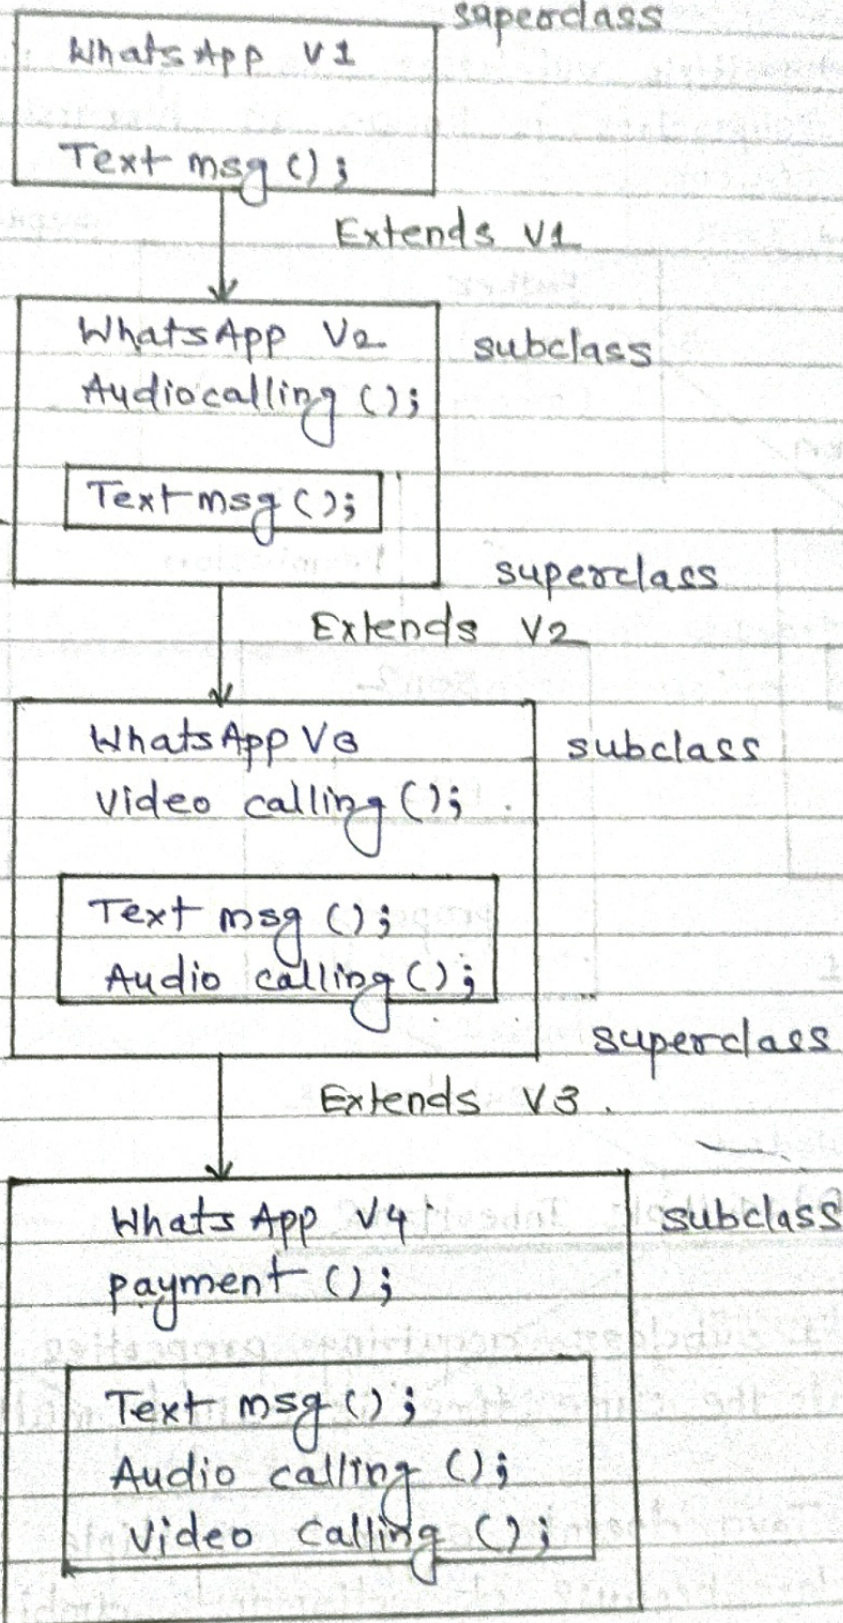 superclass
WhatsApp V1
Text msg ();
Extends V1
WhatsApp V2
subclass
Audiocalling ();
Text msg ();
superclass
Extends V2
WhatsApp V3
subclass
Video calling ();
Text msg ();
Audio calling ();
superclass
Extends V3.
WhatsApp V4
subclass
payment ();
Text msg ();
Audio calling ();
Video calling ();